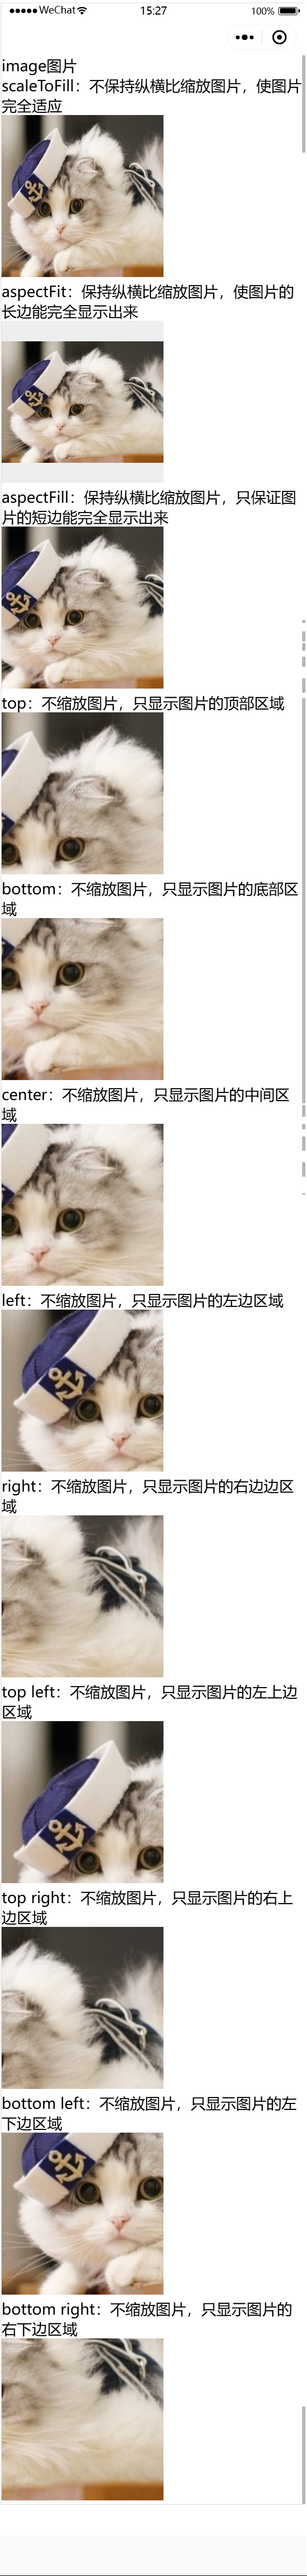 ●●●●● WeChat 15:27 100%
image图片
scaleToFill：不保持纵横比缩放图片，使图片
完全适应
aspectFit：保持纵横比缩放图片，使图片的
长边能完全显示出来
aspectFill：保持纵横比缩放图片，只保证图
片的短边能完全显示出来
top：不缩放图片，只显示图片的顶部区域
bottom：不缩放图片，只显示图片的底部区
域
center：不缩放图片，只显示图片的中间区
域
left：不缩放图片，只显示图片的左边区域
right：不缩放图片，只显示图片的右边边区
域
top left：不缩放图片，只显示图片的左上边
区域
top right：不缩放图片，只显示图片的右上
边区域
bottom left：不缩放图片，只显示图片的左
下边区域
bottom right：不缩放图片，只显示图片的
右下边区域